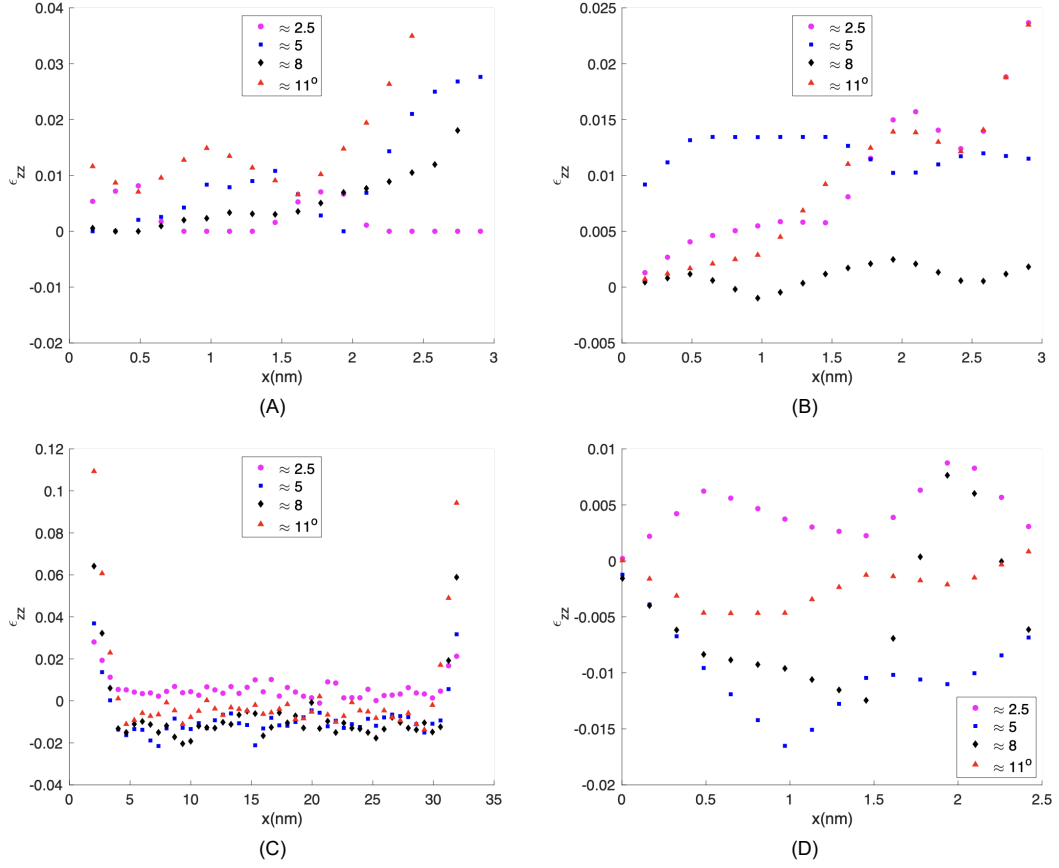 0.04
0.03
0.02
0.01
0
-0.01
-0.02
ϵzz
≈ 2.5
≈ 5
≈ 8
≈ 11°
0 0.5 1 1.5 2 2.5 3
x(nm)
(A)
0.025
0.02
0.015
0.01
0.005
0
-0.005
ϵzz
≈ 2.5
≈ 5
≈ 8
≈ 11°
0 0.5 1 1.5 2 2.5 3
x(nm)
(B)
0.12
0.1
0.08
0.06
0.04
0.02
0
-0.02
-0.04
ϵzz
≈ 2.5
≈ 5
≈ 8
≈ 11°
0 5 10 15 20 25 30 35
x(nm)
(C)
0.01
0.005
0
-0.005
-0.01
-0.015
-0.02
ϵzz
≈ 2.5
≈ 5
≈ 8
≈ 11°
0 0.5 1 1.5 2 2.5
x(nm)
(D)